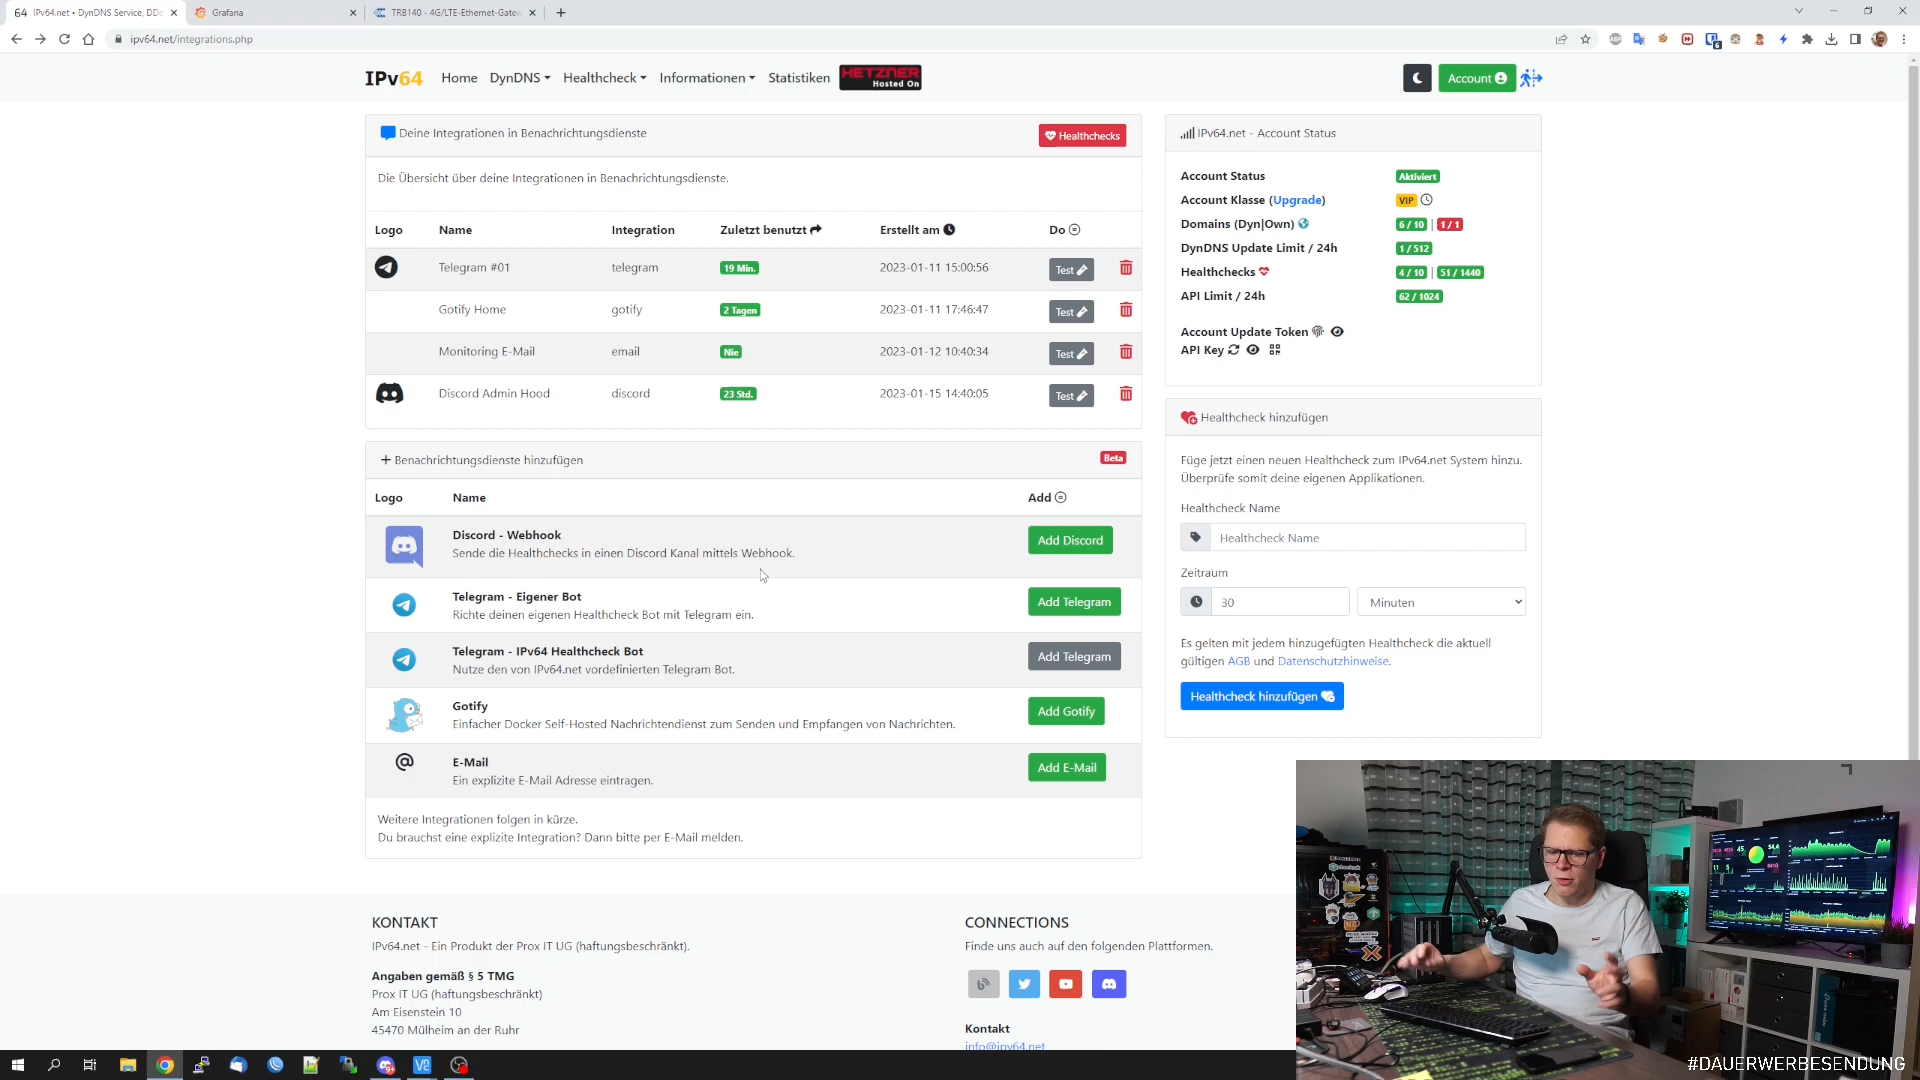 64 IPv64.net • DynDNS Service, DD
Grafana
TRB140 - 4G/LTE-Ethernet-Gatew
ipv64.net/integrations.php
IPv64
Home
DynDNS
Healthcheck
Informationen
Statistiken
HETZNER
Hosted On
Account
Deine Integrationen in Benachrichtungsdienste
Healthchecks
Die Übersicht über deine Integrationen in Benachrichtungsdienste.
Logo Name Integration Zuletzt benutzt Erstellt am Do
Telegram #01 telegram 19 Min. 2023-01-11 15:00:56 Test
Gotify Home gotify 2 Tagen 2023-01-11 17:46:47 Test
Monitoring E-Mail email Nie 2023-01-12 10:40:34 Test
Discord Admin Hood discord 23 Std. 2023-01-15 14:40:05 Test
Benachrichtungsdienste hinzufügen
Beta
Logo Name Add
Discord - Webhook
Sende die Healthchecks in einen Discord Kanal mittels Webhook.
Add Discord
Telegram - Eigener Bot
Richte deinen eigenen Healthcheck Bot mit Telegram ein.
Add Telegram
Telegram - IPv64 Healthcheck Bot
Nutze den von IPv64.net vordefinierten Telegram Bot.
Add Telegram
Gotify
Einfacher Docker Self-Hosted Nachrichtendienst zum Senden und Empfangen von Nachrichten.
Add Gotify
E-Mail
Ein explizite E-Mail Adresse eintragen.
Add E-Mail
Weitere Integrationen folgen in kürze.
Du brauchst eine explizite Integration? Dann bitte per E-Mail melden.
IPv64.net - Account Status
Account Status Aktiviert
Account Klasse (Upgrade) VIP
Domains (Dyn|Own) 6 / 10 | 1 / 1
DynDNS Update Limit / 24h 1 / 512
Healthchecks 4 / 10 | 51 / 1440
API Limit / 24h 62 / 1024
Account Update Token
API Key
Healthcheck hinzufügen
Füge jetzt einen neuen Healthcheck zum IPv64.net System hinzu.
Überprüfe somit deine eigenen Applikationen.
Healthcheck Name
Healthcheck Name
Zeitraum
30 Minuten
Es gelten mit jedem hinzugefügten Healthcheck die aktuell
gültigen AGB und Datenschutzhinweise.
Healthcheck hinzufügen
KONTAKT
IPv64.net - Ein Produkt der Prox IT UG (haftungsbeschränkt).
Angaben gemäß § 5 TMG
Prox IT UG (haftungsbeschränkt)
Am Eisenstein 10
45470 Mülheim an der Ruhr
CONNECTIONS
Finde uns auch auf den folgenden Plattformen.
Kontakt
info@ipv64.net
#DAUERWERBESENDUNG